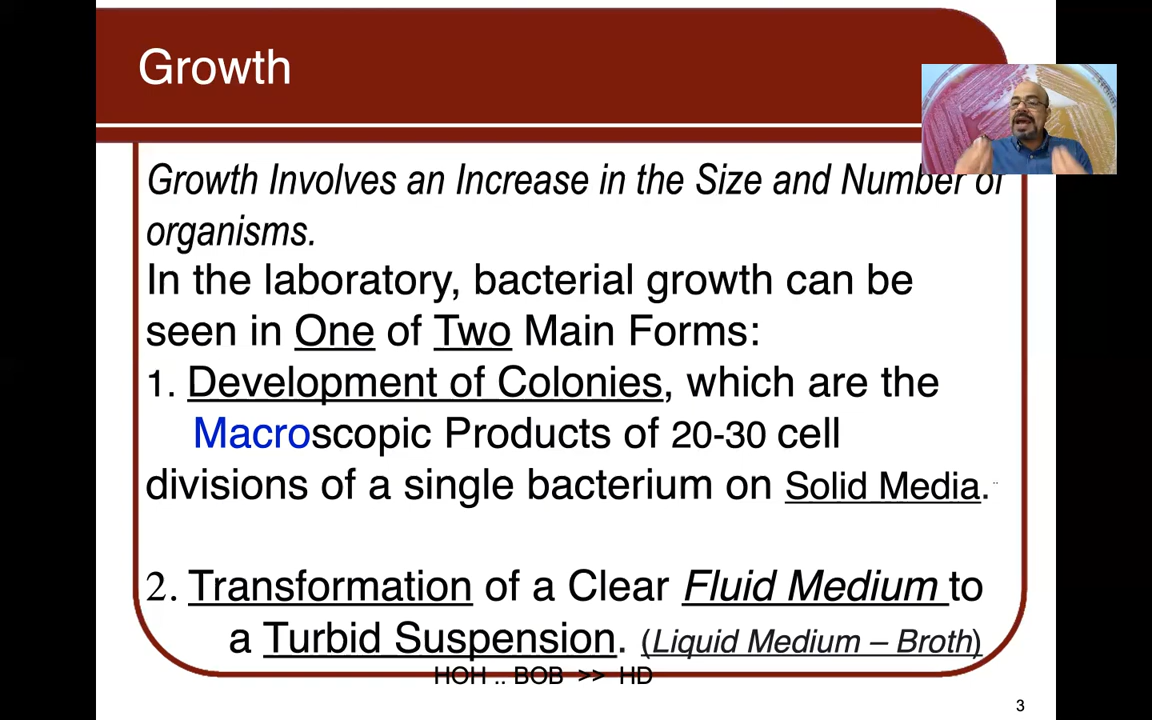 Growth
Growth Involves an Increase in the Size and Number of
organisms.
In the laboratory, bacterial growth can be
seen in One of Two Main Forms:
1. Development of Colonies, which are the
Macroscopic Products of 20-30 cell
divisions of a single bacterium on Solid Media.
2. Transformation of a Clear Fluid Medium to
a Turbid Suspension. (Liquid Medium – Broth)
HOH .. BOB >> HD
3